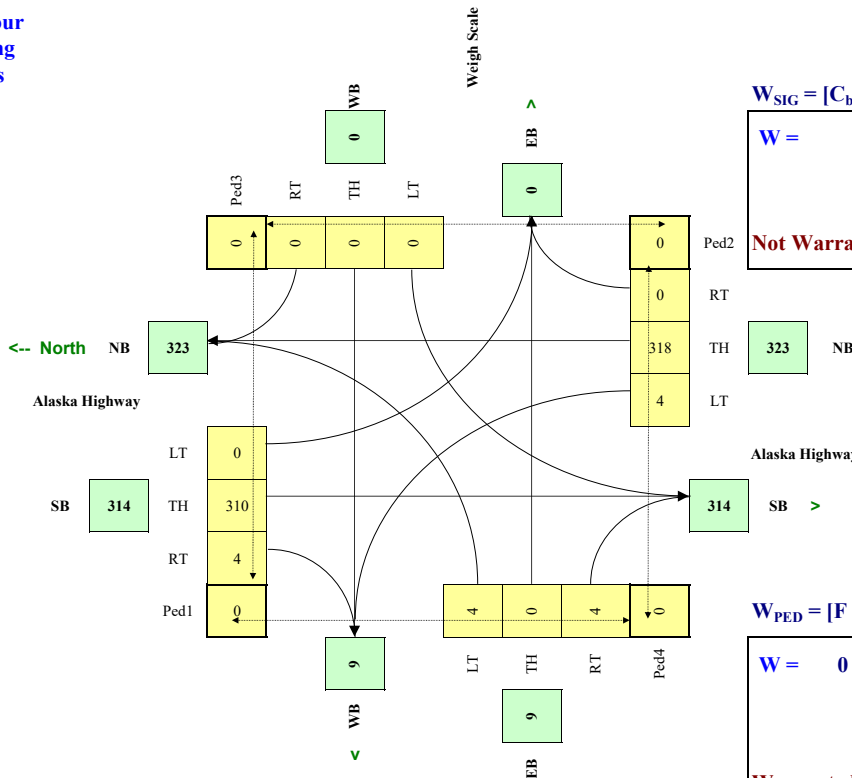 our
ng
s
Weigh Scale
WB
0
^
EB
0
W_SIG = [C_b
W =
Not Warra
Ped3 RT TH LT
0 0 0 0
0 Ped2
0 RT
318 TH
4 LT
<-- North NB 323
323 NB
Alaska Highway
Alaska Highway
LT 0
SB 314 TH 310
RT 4
Ped1 0
314 SB >
4 0 4 0
LT TH RT Ped4
9
WB
v
9
EB
W_PED = [F
W = 0